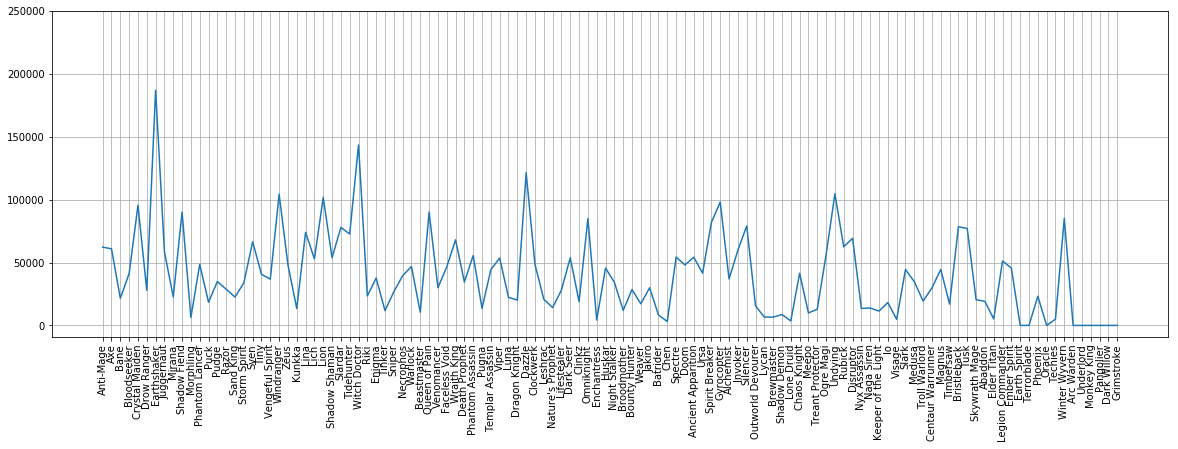 250000
200000
150000
100000
50000
0
Anti-Mage
Axe
Bane
Bloodseeker
Crystal Maiden
Drow Ranger
Earthshaker
Juggernaut
Mirana
Shadow Fiend
Morphling
Phantom Lancer
Puck
Pudge
Razor
Sand King
Storm Spirit
Sven
Tiny
Vengeful Spirit
Windranger
Zeus
Kunkka
Lina
Lich
Lion
Shadow Shaman
Slardar
Tidehunter
Witch Doctor
Riki
Enigma
Tinker
Sniper
Necrophos
Warlock
Beastmaster
Queen of Pain
Venomancer
Faceless Void
Wraith King
Death Prophet
Phantom Assassin
Pugna
Templar Assassin
Viper
Luna
Dragon Knight
Dazzle
Clockwerk
Leshrac
Nature's Prophet
Lifestealer
Dark Seer
Clinkz
Omniknight
Enchantress
Huskar
Night Stalker
Broodmother
Bounty Hunter
Weaver
Jakiro
Batrider
Chen
Spectre
Doom
Ancient Apparition
Ursa
Spirit Breaker
Gyrocopter
Alchemist
Invoker
Silencer
Outworld Devourer
Lycan
Brewmaster
Shadow Demon
Lone Druid
Chaos Knight
Meepo
Treant Protector
Ogre Magi
Undying
Rubick
Disruptor
Nyx Assassin
Naga Siren
Keeper of the Light
Io
Visage
Slark
Medusa
Troll Warlord
Centaur Warrunner
Magnus
Timbersaw
Bristleback
Tusk
Skywrath Mage
Abaddon
Elder Titan
Legion Commander
Ember Spirit
Earth Spirit
Terrorblade
Phoenix
Oracle
Techies
Winter Wyvern
Arc Warden
Underlord
Monkey King
Pangolier
Dark Willow
Grimstroke